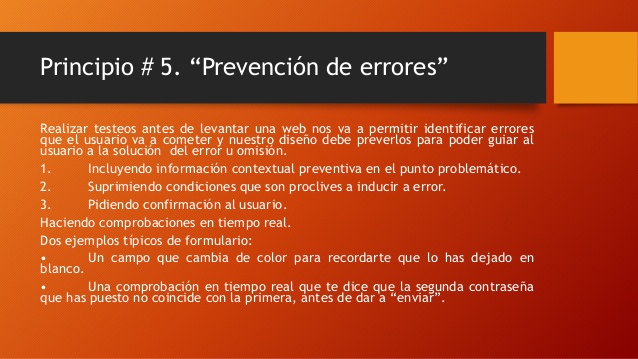 Principio # 5. “Prevención de errores”
Realizar testeos antes de levantar una web nos va a permitir identificar errores
que el usuario va a cometer y nuestro diseño debe preverlos para poder guiar al
usuario a la solución del error u omisión.
1. Incluyendo información contextual preventiva en el punto problemático.
2. Suprimiendo condiciones que son proclives a inducir a error.
3. Pidiendo confirmación al usuario.
Haciendo comprobaciones en tiempo real.
Dos ejemplos típicos de formulario:
• Un campo que cambia de color para recordarte que lo has dejado en
blanco.
• Una comprobación en tiempo real que te dice que la segunda contraseña
que has puesto no coincide con la primera, antes de dar a “enviar”.